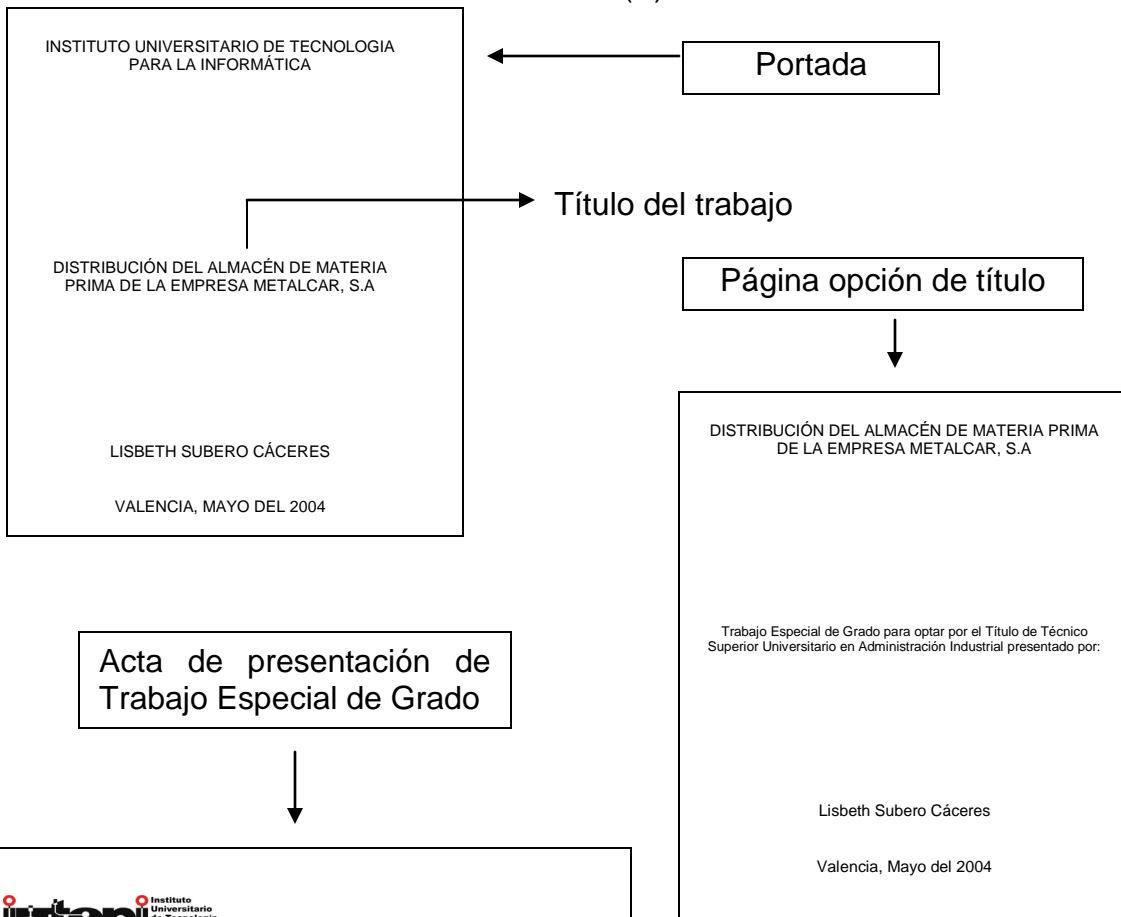 INSTITUTO UNIVERSITARIO DE TECNOLOGIA
PARA LA INFORMÁTICA
Portada
Título del trabajo
DISTRIBUCIÓN DEL ALMACÉN DE MATERIA
PRIMA DE LA EMPRESA METALCAR, S.A
Página opción de título
LISBETH SUBERO CÁCERES
VALENCIA, MAYO DEL 2004
DISTRIBUCIÓN DEL ALMACÉN DE MATERIA PRIMA
DE LA EMPRESA METALCAR, S.A
Trabajo Especial de Grado para optar por el Título de Técnico
Superior Universitario en Administración Industrial presentado por:
Acta de presentación de
Trabajo Especial de Grado
Lisbeth Subero Cáceres
Valencia, Mayo del 2004
Instituto
Universitario